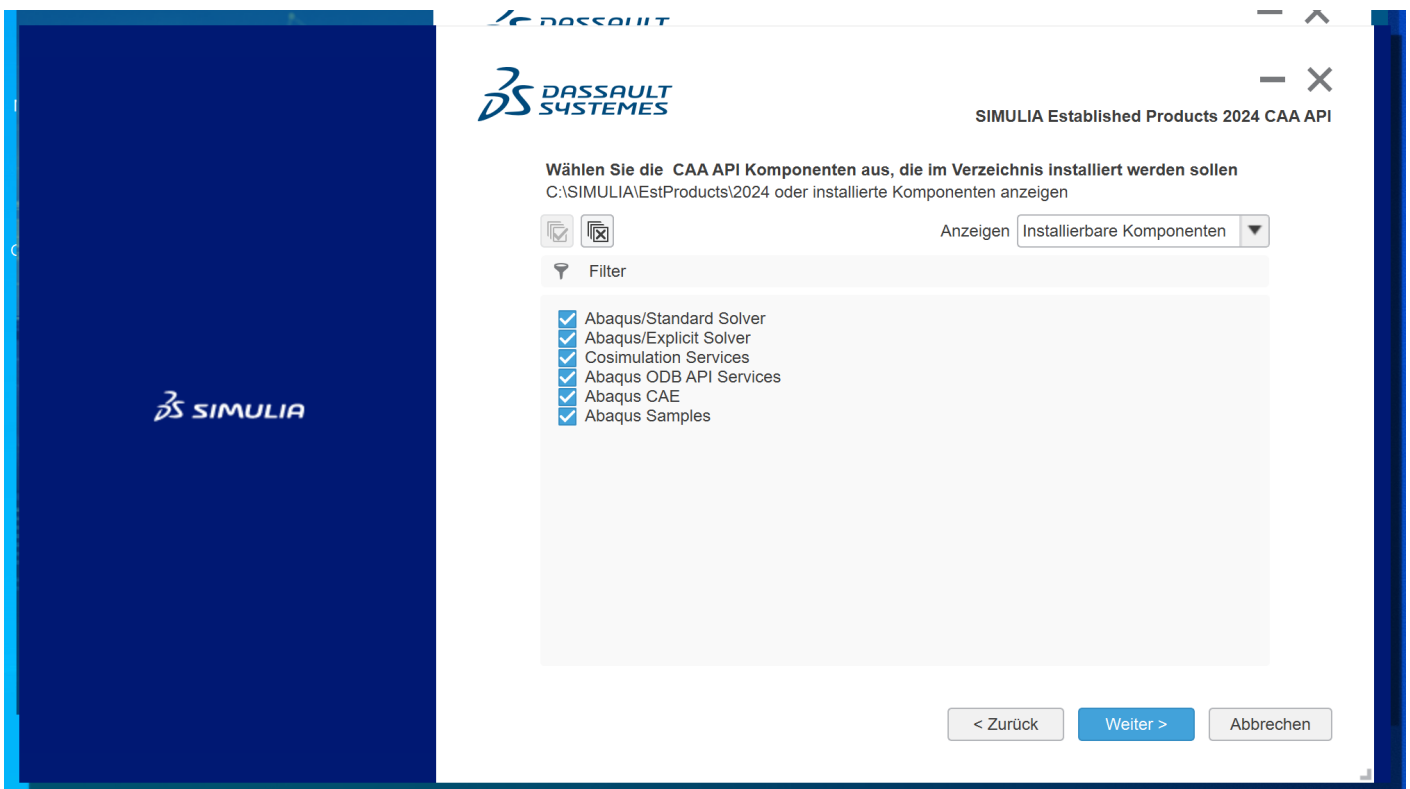 DASSAULT
DASSAULT
SYSTEMES
SIMULIA Established Products 2024 CAA API
Wählen Sie die CAA API Komponenten aus, die im Verzeichnis installiert werden sollen
C:\SIMULIA\EstProducts\2024 oder installierte Komponenten anzeigen
Anzeigen Installierbare Komponenten
Filter
Abaqus/Standard Solver
Abaqus/Explicit Solver
Cosimulation Services
Abaqus ODB API Services
Abaqus CAE
Abaqus Samples
SIMULIA
< Zurück Weiter > Abbrechen